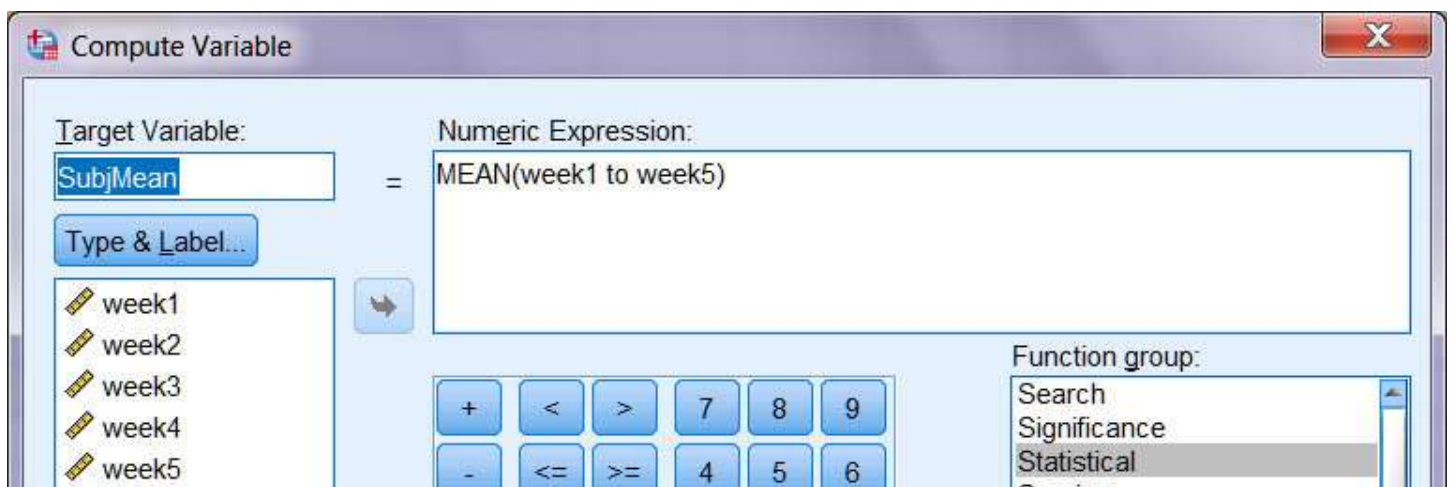 Compute Variable
X
Target Variable:
Numeric Expression:
SubjMean
=
MEAN(week1 to week5)
Type & Label...
week1
week2
week3
week4
week5
Function group:
+ < > 7 8 9
- <= >= 4 5 6
Search
Significance
Statistical